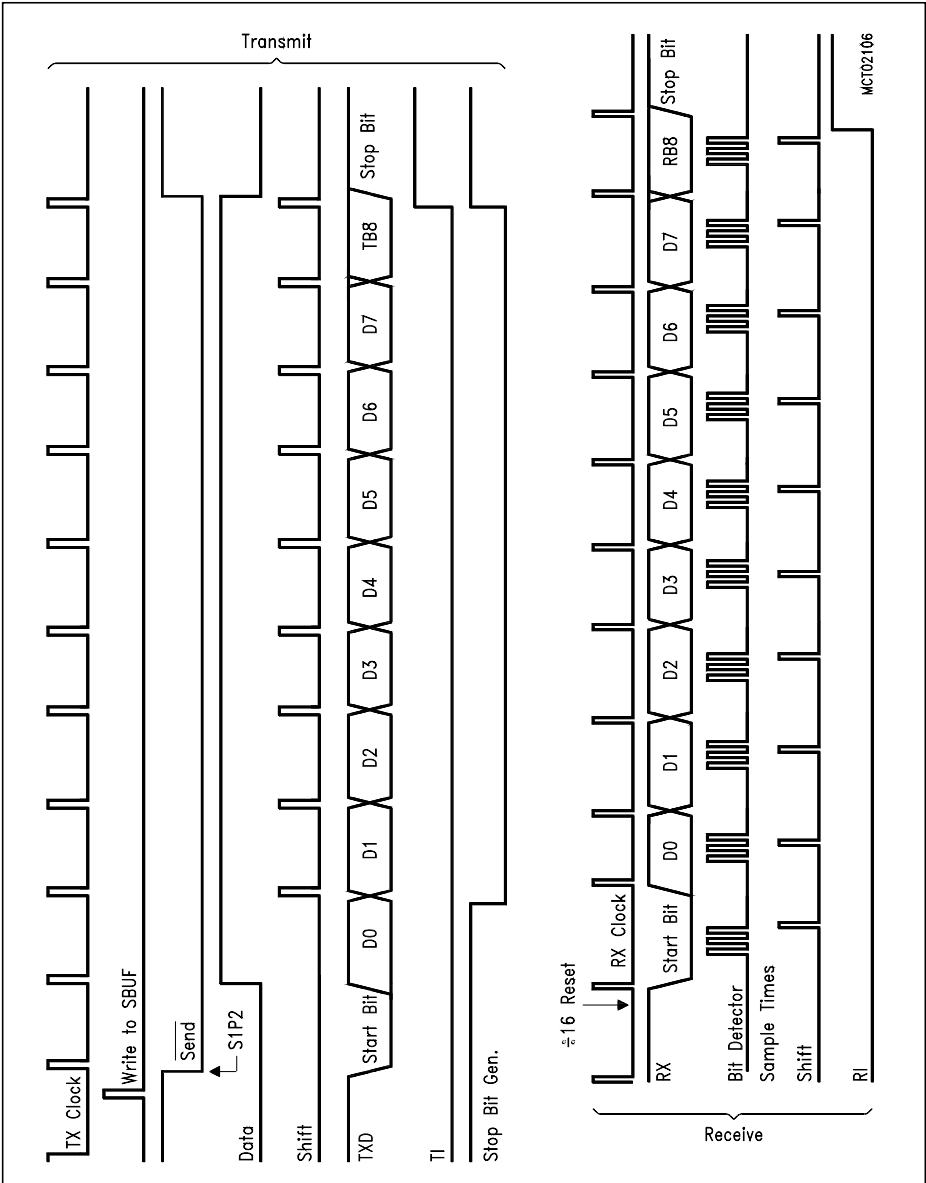 Transmit
TX Clock
Write to SBUF
Send
S1P2
Data
Shift
TXD
Start Bit D0 D1 D2 D3 D4 D5 D6 D7 TB8 Stop Bit
TI
Stop Bit Gen.
Receive
÷16 Reset
RX Clock
RX
Start Bit D0 D1 D2 D3 D4 D5 D6 D7 RB8 Stop Bit
Bit Detector
Sample Times
Shift
RI
MCT02106